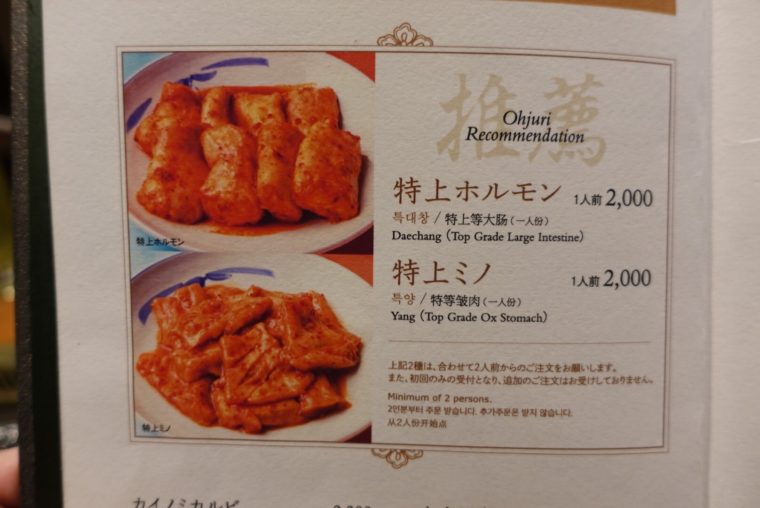 推薦
Ohjuri
Recommendation
特上ホルモン 1人前 2,000
특대창 / 特上等大肠（一人份）
Daechang (Top Grade Large Intestine)
特上ホルモン
特上ミノ 1人前 2,000
특양 / 特等皱肉（一人份）
Yang (Top Grade Ox Stomach)
上記2種は、合わせて2人前からのご注文をお願いします。
また、初回のみの受付となり、追加のご注文はお受けしておりません。
Minimum of 2 persons.
2인분부터 주문 받습니다. 추가주문은 받지 않습니다.
从2人份开始点
特上ミノ
カイノミカルビ